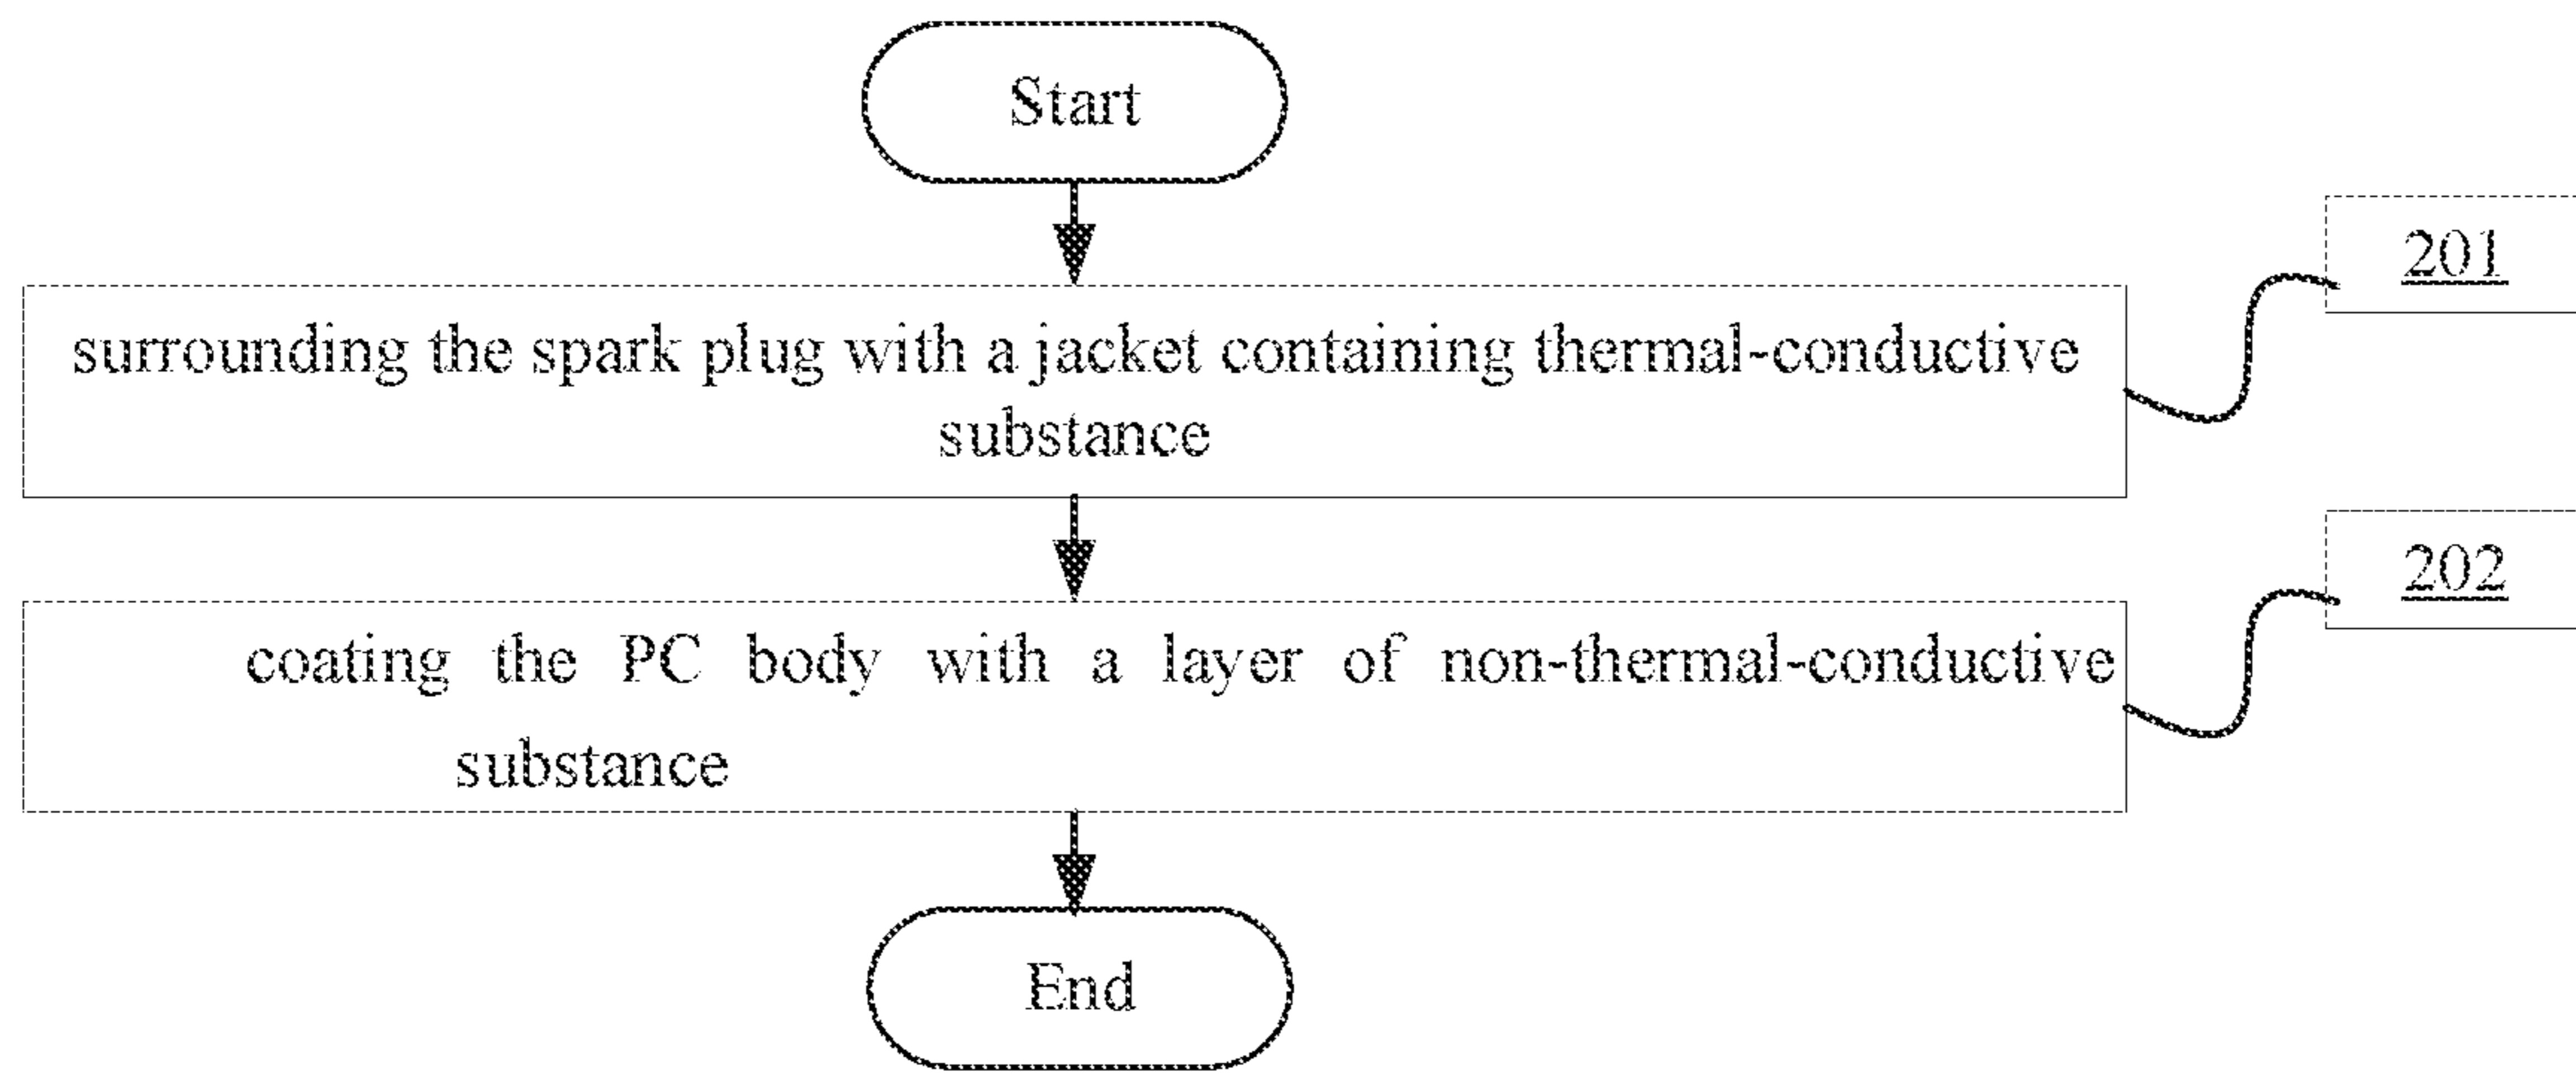 Start
201
surrounding the spark plug with a jacket containing thermal-conductive
substance
202
coating the PC body with a layer of non-thermal-conductive
substance
End